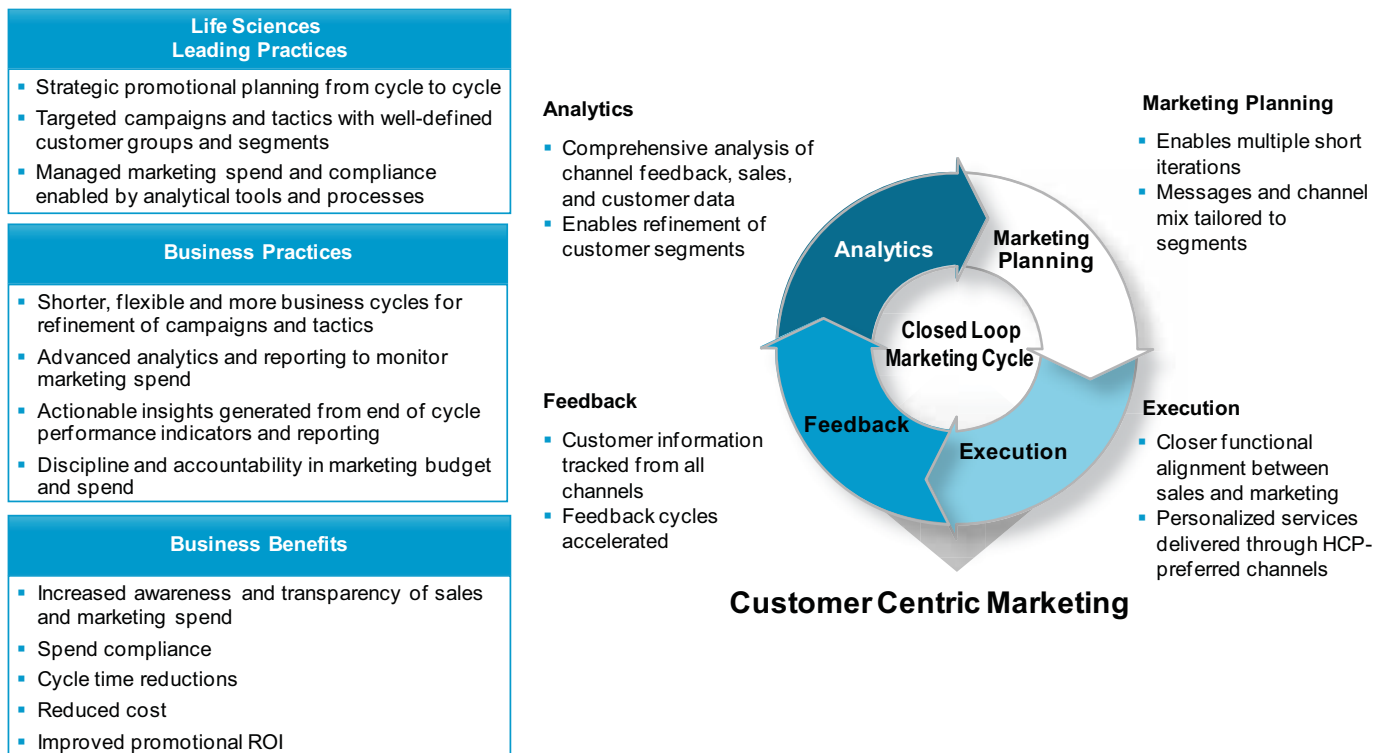 Life Sciences
Leading Practices
▪ Strategic promotional planning from cycle to cycle
▪ Targeted campaigns and tactics with well-defined
customer groups and segments
▪ Managed marketing spend and compliance
enabled by analytical tools and processes
Business Practices
▪ Shorter, flexible and more business cycles for
refinement of campaigns and tactics
▪ Advanced analytics and reporting to monitor
marketing spend
▪ Actionable insights generated from end of cycle
performance indicators and reporting
▪ Discipline and accountability in marketing budget
and spend
Business Benefits
▪ Increased awareness and transparency of sales
and marketing spend
▪ Spend compliance
▪ Cycle time reductions
▪ Reduced cost
▪ Improved promotional ROI
Analytics
▪ Comprehensive analysis of
channel feedback, sales,
and customer data
▪ Enables refinement of
customer segments
Feedback
▪ Customer information
tracked from all
channels
▪ Feedback cycles
accelerated
Analytics
Marketing
Planning
Closed Loop
Marketing Cycle
Feedback
Execution
Customer Centric Marketing
Marketing Planning
▪ Enables multiple short
iterations
▪ Messages and channel
mix tailored to
segments
Execution
▪ Closer functional
alignment between
sales and marketing
▪ Personalized services
delivered through HCP-
preferred channels